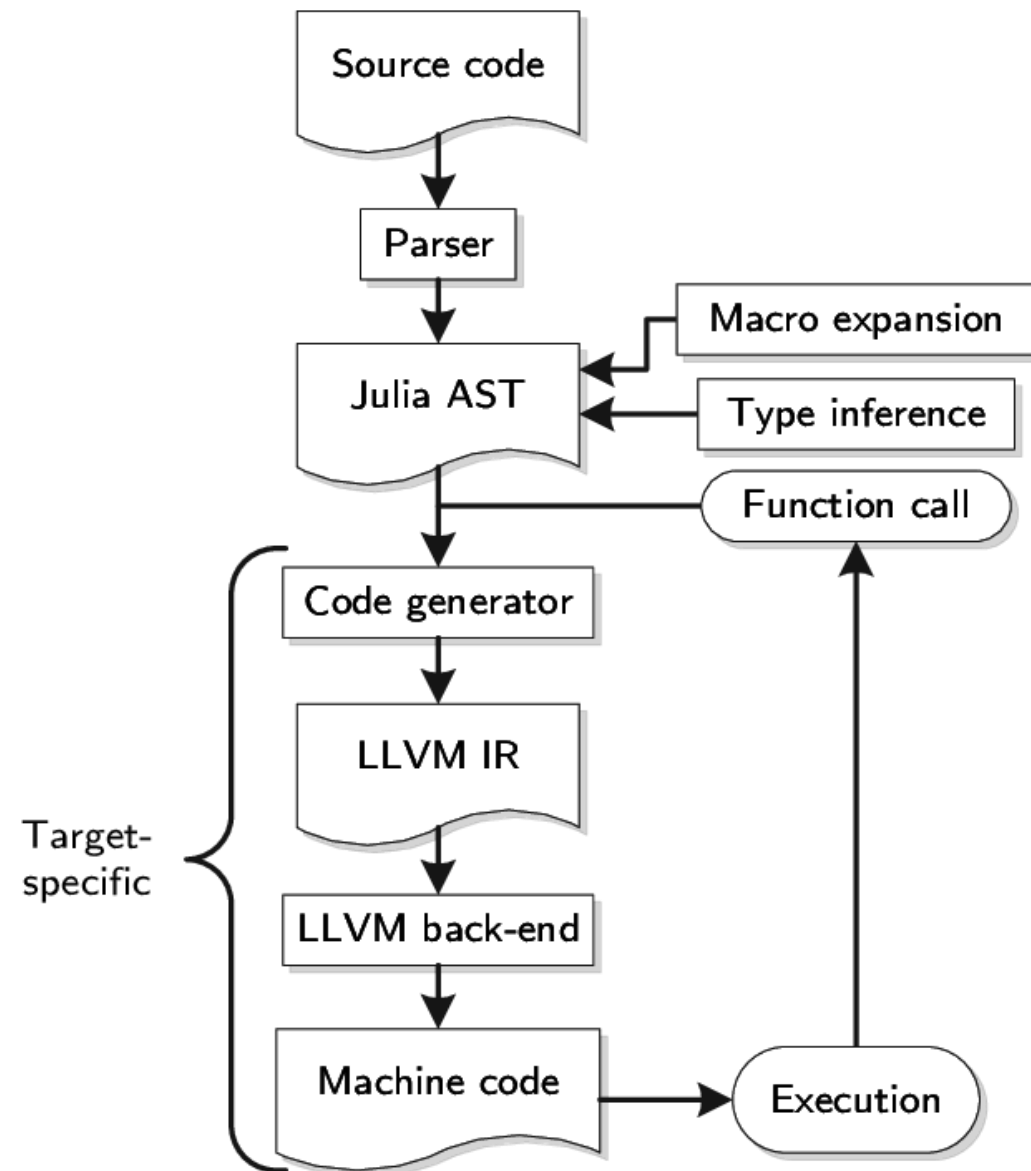 Source code
Parser
Macro expansion
Julia AST
Type inference
Function call
Code generator
LLVM IR
Target-
specific
LLVM back-end
Machine code
Execution